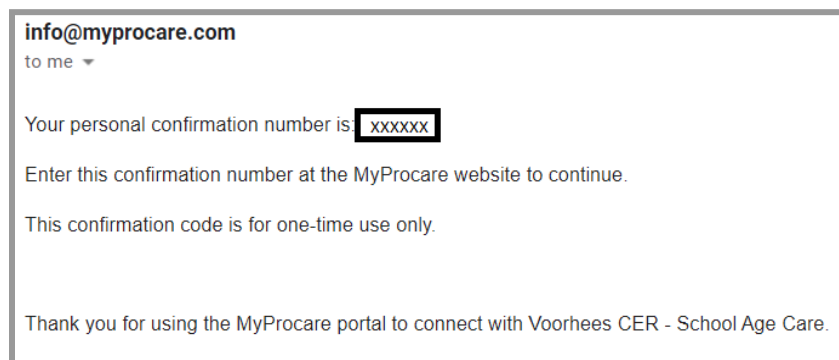 info@myprocare.com
to me
Your personal confirmation number is: xxxxxx
Enter this confirmation number at the MyProcare website to continue.
This confirmation code is for one-time use only.
Thank you for using the MyProcare portal to connect with Voorhees CER - School Age Care.